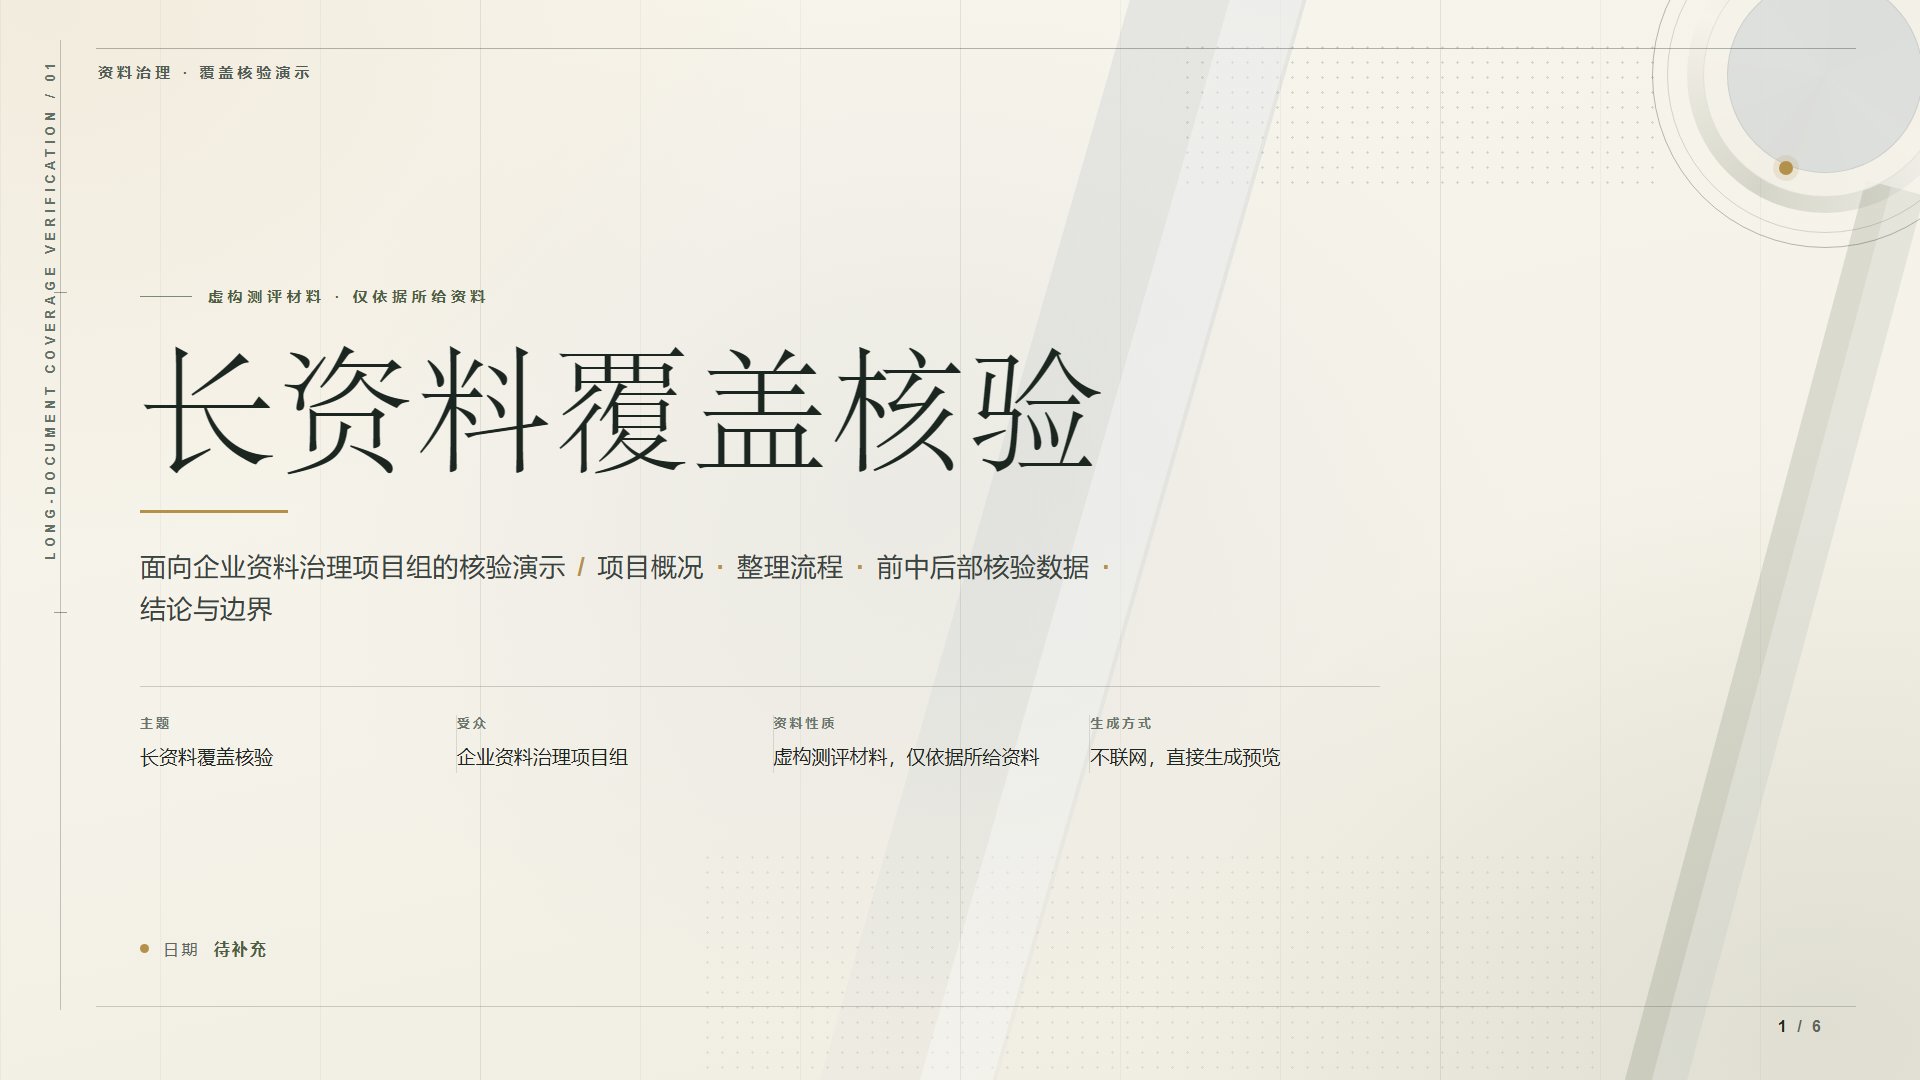 资料治理 · 覆盖核验演示
LONG-DOCUMENT COVERAGE VERIFICATION / 01
虚构测评材料 · 仅依据所给资料
长资料覆盖核验
面向企业资料治理项目组的核验演示 / 项目概况 · 整理流程 · 前中后部核验数据 ·
结论与边界
主题
长资料覆盖核验
受众
企业资料治理项目组
资料性质
虚构测评材料，仅依据所给资料
生成方式
不联网，直接生成预览
日期 待补充
1 / 6